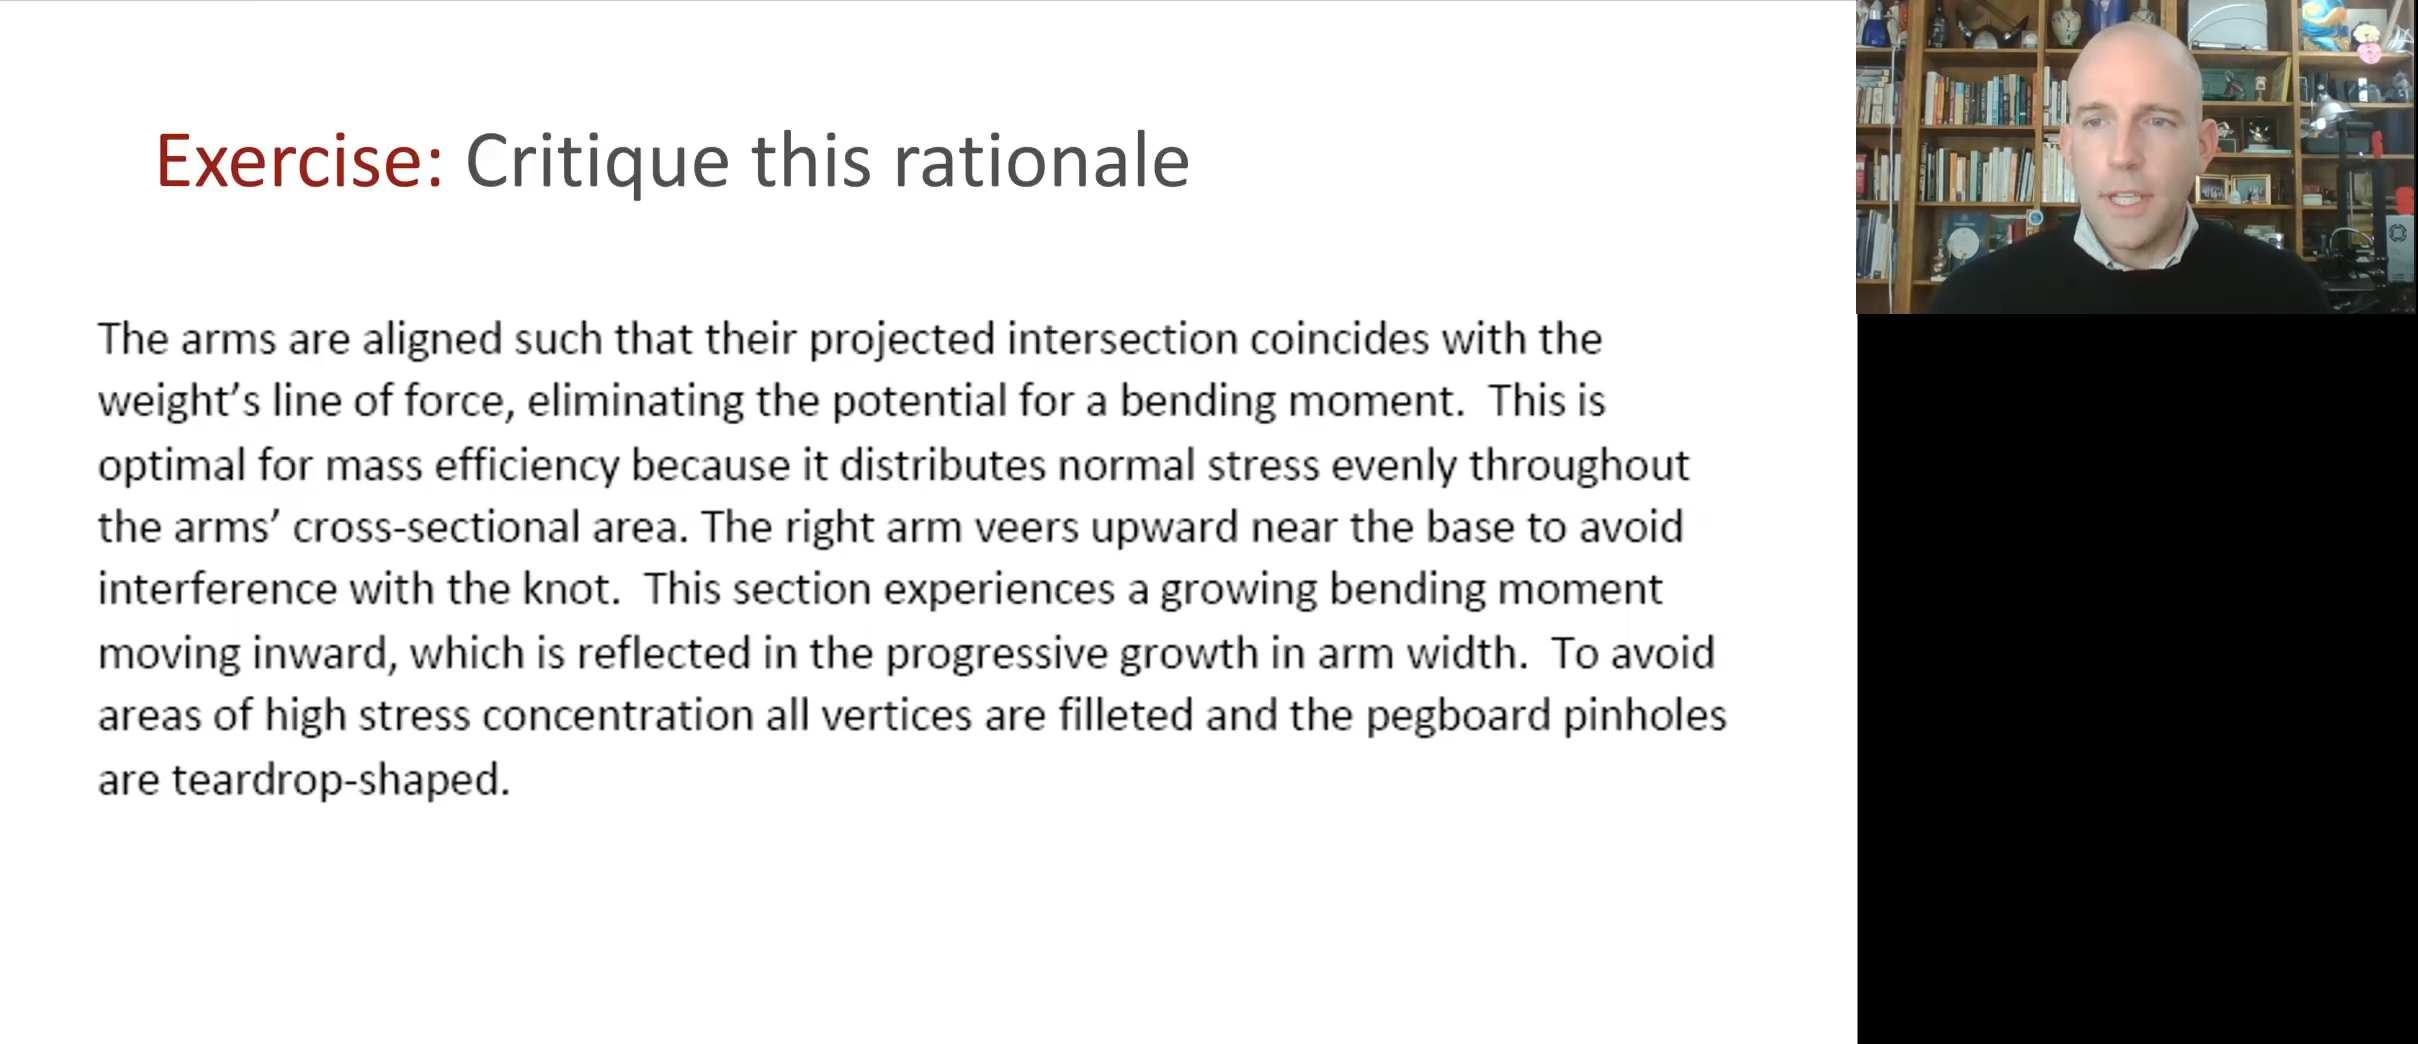 Exercise: Critique this rationale
The arms are aligned such that their projected intersection coincides with the
weight’s line of force, eliminating the potential for a bending moment.  This is
optimal for mass efficiency because it distributes normal stress evenly throughout
the arms’ cross-sectional area. The right arm veers upward near the base to avoid
interference with the knot.  This section experiences a growing bending moment
moving inward, which is reflected in the progressive growth in arm width.  To avoid
areas of high stress concentration all vertices are filleted and the pegboard pinholes
are teardrop-shaped.